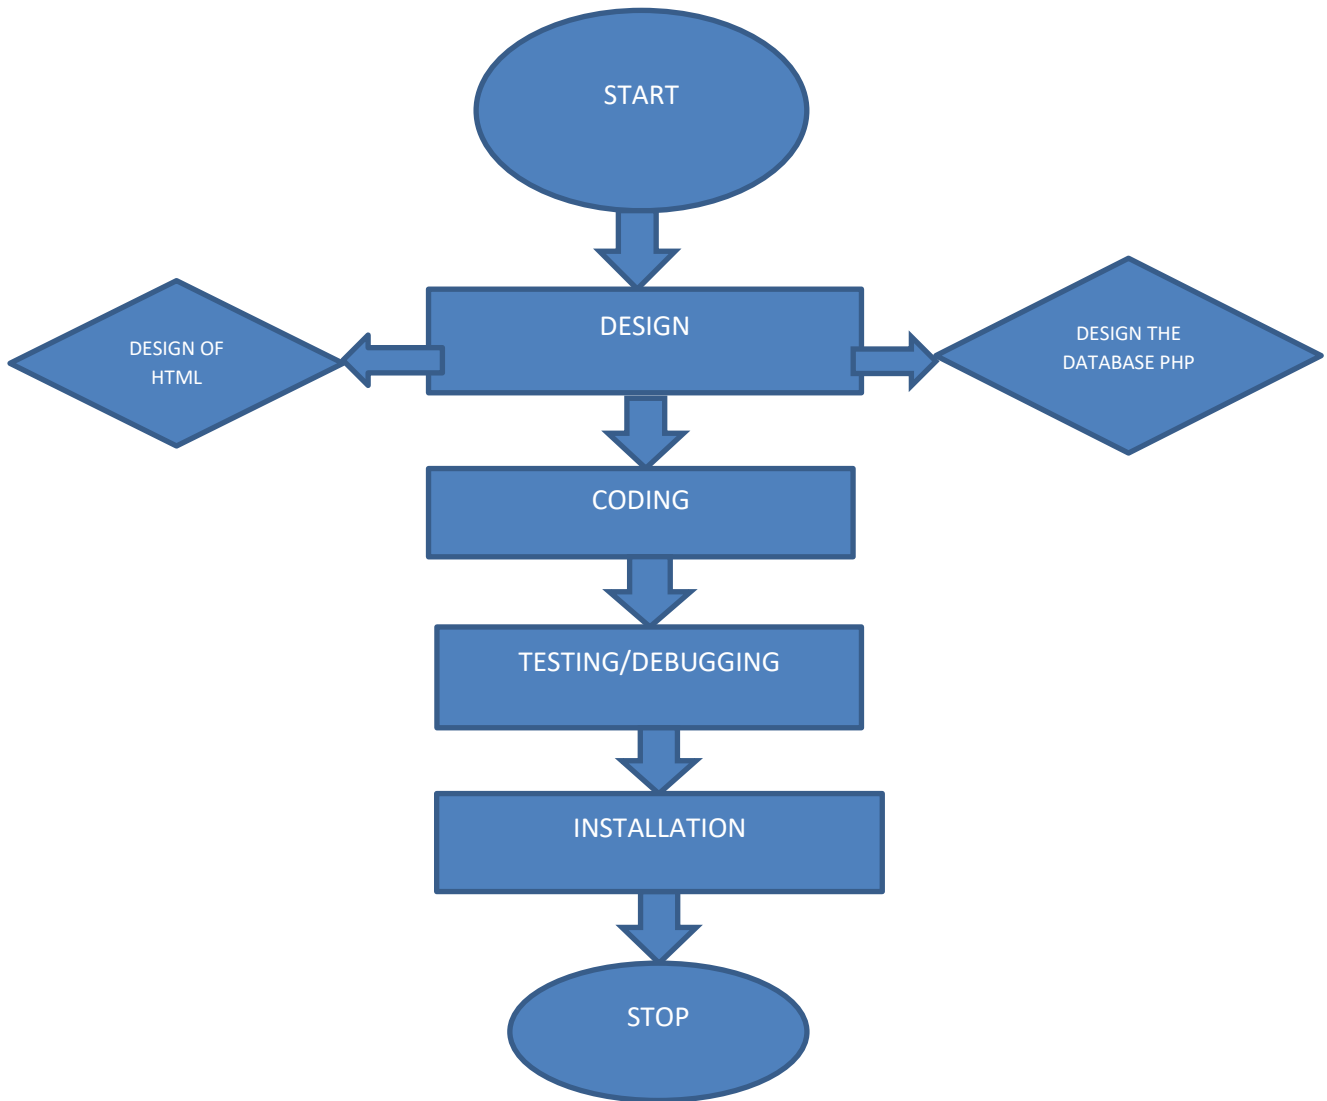 START
DESIGN
DESIGN OF
HTML
DESIGN THE
DATABASE PHP
CODING
TESTING/DEBUGGING
INSTALLATION
STOP